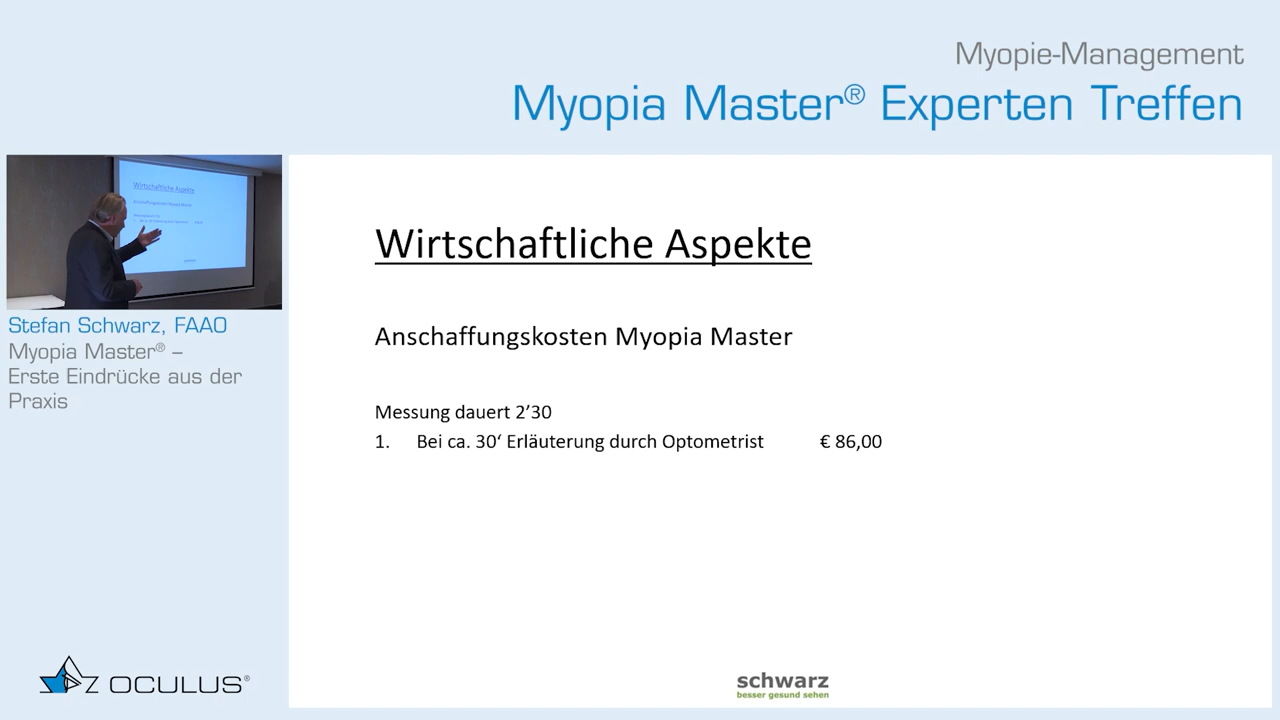 Myopie-Management
Myopia Master® Experten Treffen
Wirtschaftliche Aspekte
Stefan Schwarz, FAAO
Myopia Master® –
Erste Eindrücke aus der
Praxis
Wirtschaftliche Aspekte
Anschaffungskosten Myopia Master
Messung dauert 2’30
1. Bei ca. 30‘ Erläuterung durch Optometrist € 86,00
OCULUS®
schwarz
besser gesund sehen